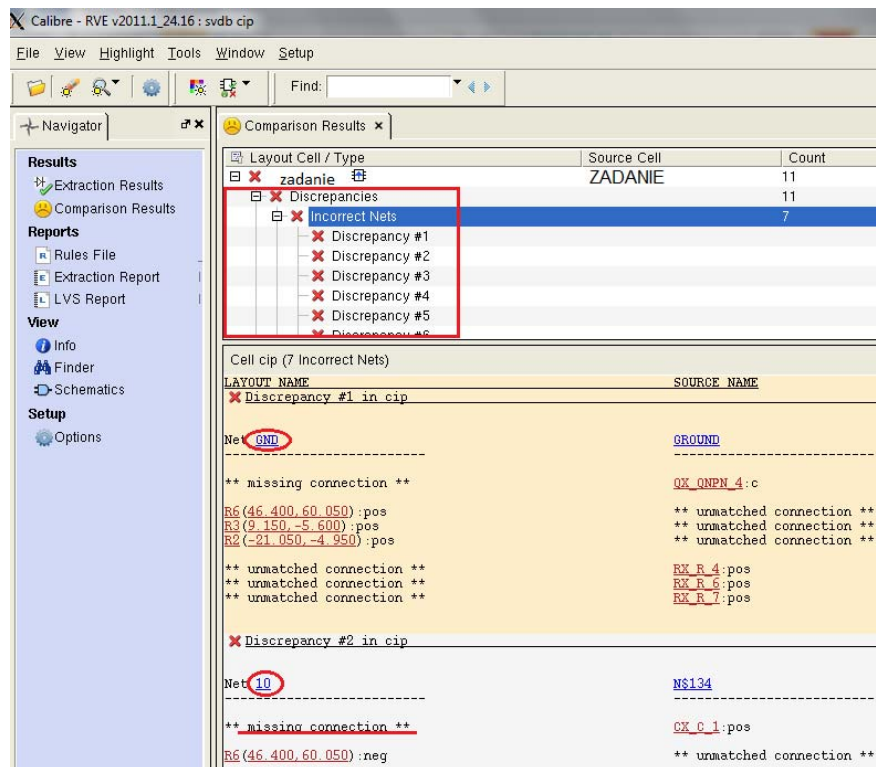 Calibre - RVE v2011.1_24.16 : svdb cip
File View Highlight Tools Window Setup
Find:
Navigator
Results
Extraction Results
Comparison Results
Reports
Rules File
Extraction Report
LVS Report
View
Info
Finder
Schematics
Setup
Options
Comparison Results
Layout Cell / Type Source Cell Count
zadanie ZADANIE 11
Discrepancies 11
Incorrect Nets 7
Discrepancy #1
Discrepancy #2
Discrepancy #3
Discrepancy #4
Discrepancy #5
Discrepancy #6
Cell cip (7 Incorrect Nets)
LAYOUT NAME SOURCE NAME
Discrepancy #1 in cip
Net GND GROUND
** missing connection ** QX_QNPN_4:c
R6(46.400,60.050):pos ** unmatched connection **
R3(9.150,-5.600):pos ** unmatched connection **
R2(-21.050,-4.950):pos ** unmatched connection **
** unmatched connection ** RX_R_4:pos
** unmatched connection ** RX_R_6:pos
** unmatched connection ** RX_R_7:pos
Discrepancy #2 in cip
Net 10 N$134
** missing connection ** CX_C_1:pos
R6(46.400,60.050):neg ** unmatched connection **